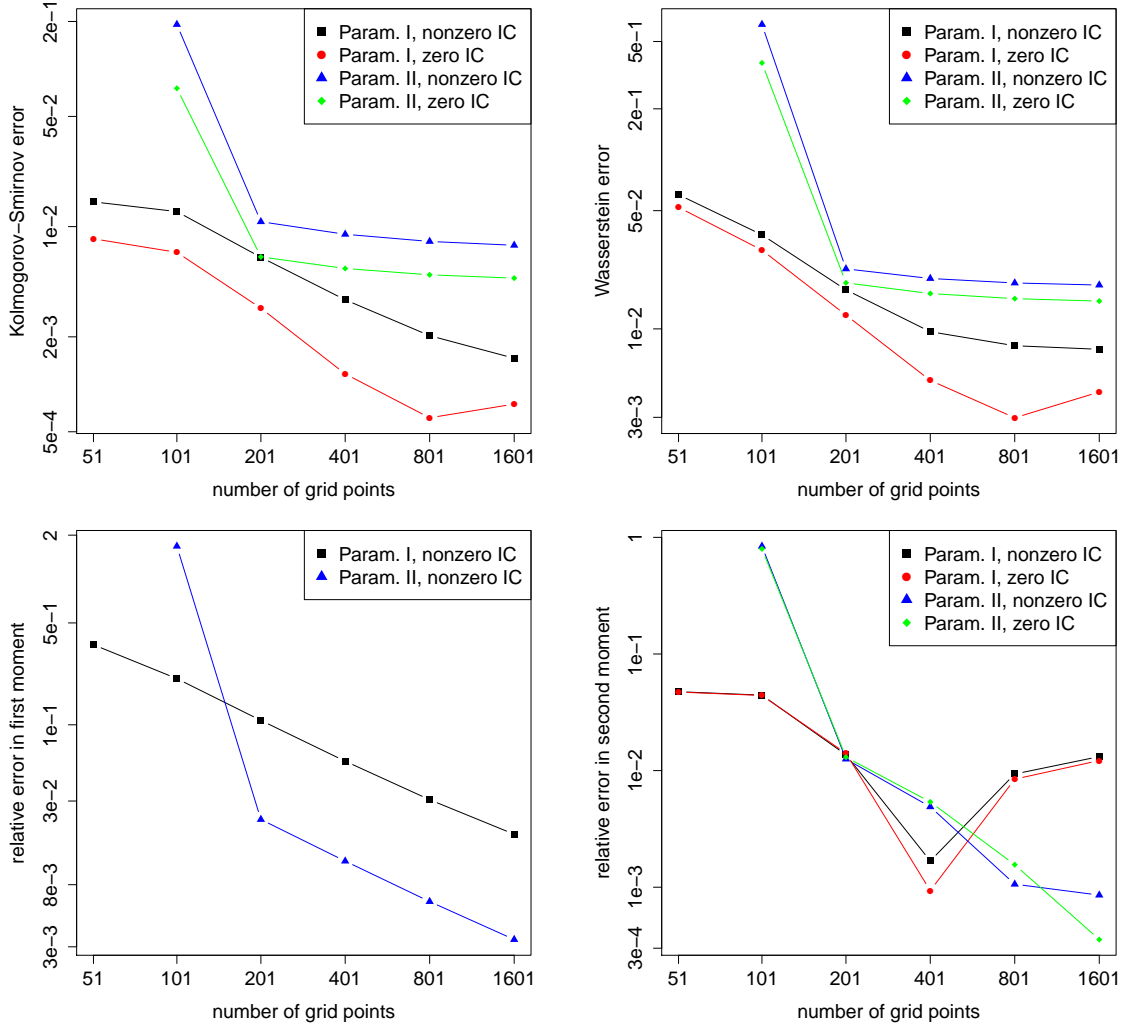 Kolmogorov−Smirnov error
2e−1
5e−2
1e−2
2e−3
5e−4
Param. I, nonzero IC
Param. I, zero IC
Param. II, nonzero IC
Param. II, zero IC
51 101 201 401 801 1601
number of grid points
Wasserstein error
5e−1
2e−1
5e−2
1e−2
3e−3
Param. I, nonzero IC
Param. I, zero IC
Param. II, nonzero IC
Param. II, zero IC
51 101 201 401 801 1601
number of grid points
relative error in first moment
2
5e−1
1e−1
3e−2
8e−3
3e−3
Param. I, nonzero IC
Param. II, nonzero IC
51 101 201 401 801 1601
number of grid points
relative error in second moment
1
1e−1
1e−2
1e−3
3e−4
Param. I, nonzero IC
Param. I, zero IC
Param. II, nonzero IC
Param. II, zero IC
51 101 201 401 801 1601
number of grid points